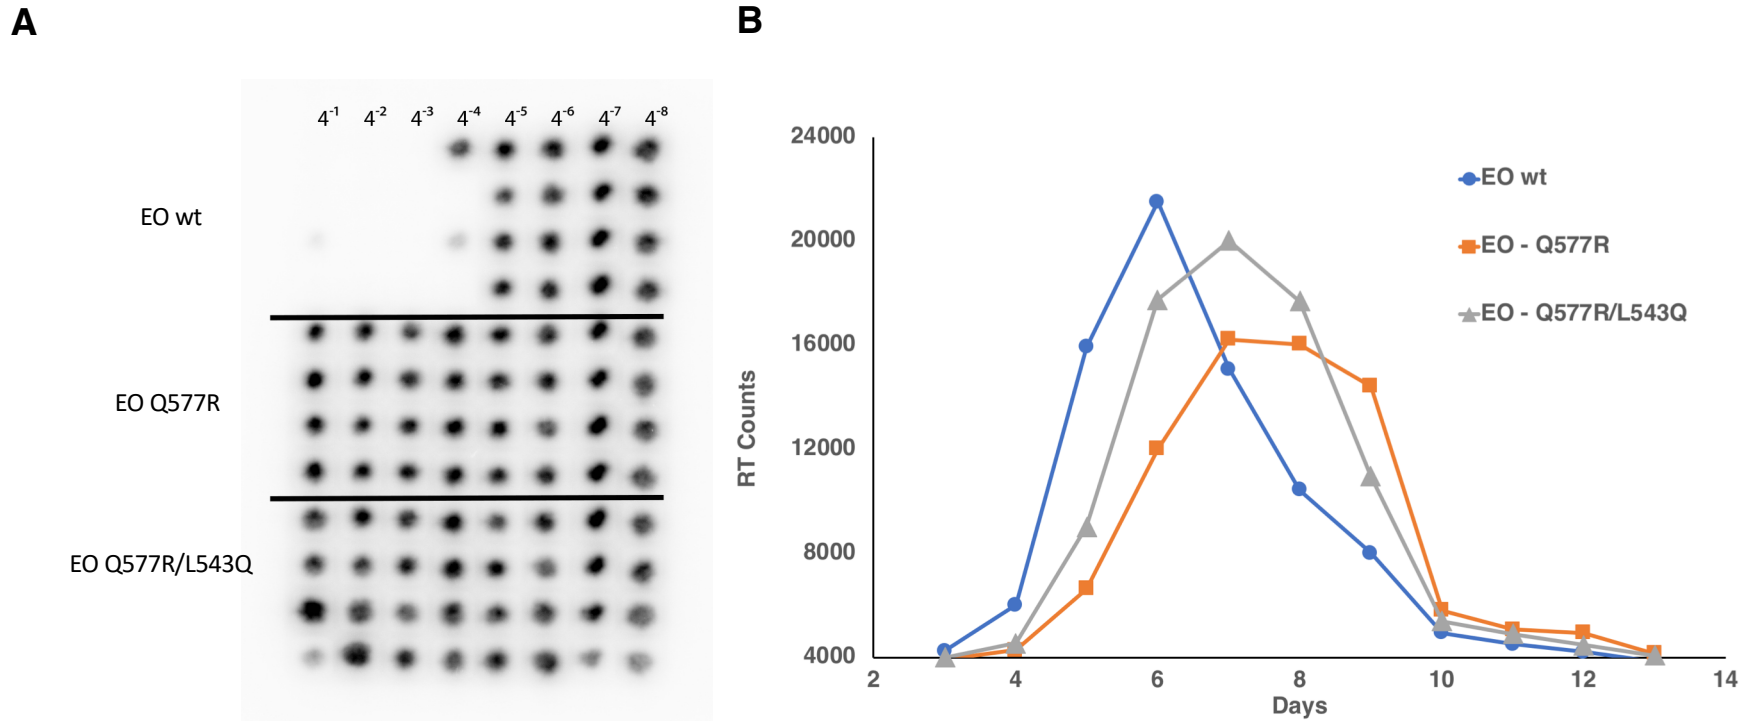 A
4⁻¹ 4⁻² 4⁻³ 4⁻⁴ 4⁻⁵ 4⁻⁶ 4⁻⁷ 4⁻⁸
EO wt
EO Q577R
EO Q577R/L543Q
B
24000
20000
16000
12000
8000
4000
RT Counts
2 4 6 8 10 12 14
Days
EO wt
EO - Q577R
EO - Q577R/L543Q